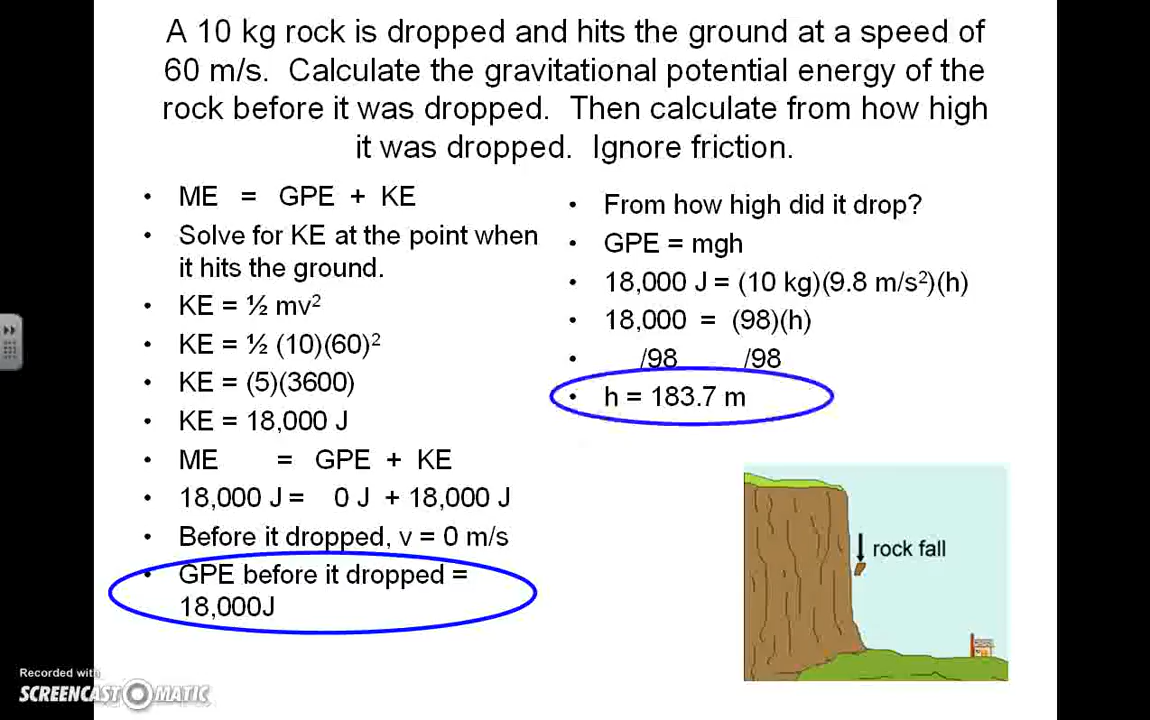 A 10 kg rock is dropped and hits the ground at a speed of
60 m/s.  Calculate the gravitational potential energy of the
rock before it was dropped.  Then calculate from how high
it was dropped.  Ignore friction.
• ME = GPE + KE
• Solve for KE at the point when
it hits the ground.
• KE = ½ mv²
• KE = ½ (10)(60)²
• KE = (5)(3600)
• KE = 18,000 J
• ME = GPE + KE
• 18,000 J = 0 J + 18,000 J
• Before it dropped, v = 0 m/s
• GPE before it dropped =
18,000J
• From how high did it drop?
• GPE = mgh
• 18,000 J = (10 kg)(9.8 m/s²)(h)
• 18,000 = (98)(h)
• /98 /98
• h = 183.7 m
rock fall
Recorded with
SCREENCAST-O-MATIC